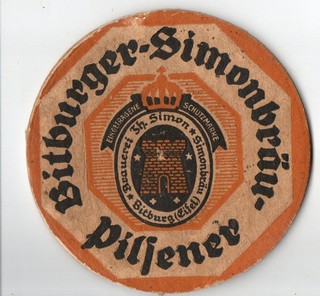 Bitburger-Simonbräu-
Pilsener
EINGETRAGENE SCHUTZMARKE
Brauerei Th. Simon
Simonbräu
Bitburg (Eifel)